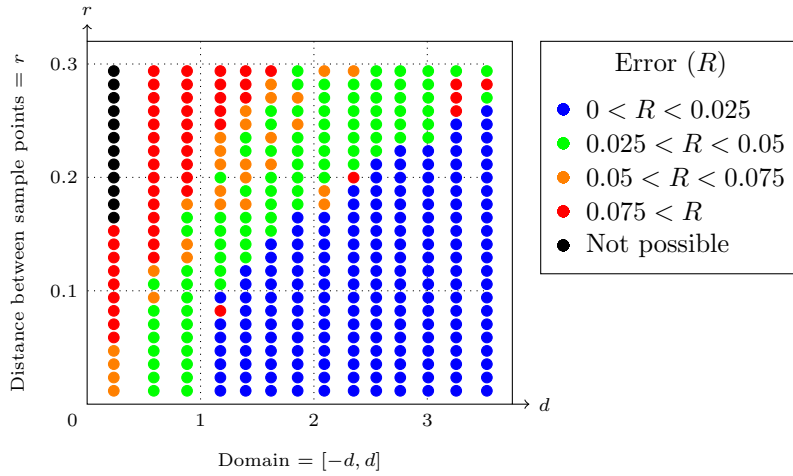 r
0.3
0.2
0.1
0
1
2
3
d
Distance between sample points = r
Domain = [−d, d]
Error (R)
0 < R < 0.025
0.025 < R < 0.05
0.05 < R < 0.075
0.075 < R
Not possible